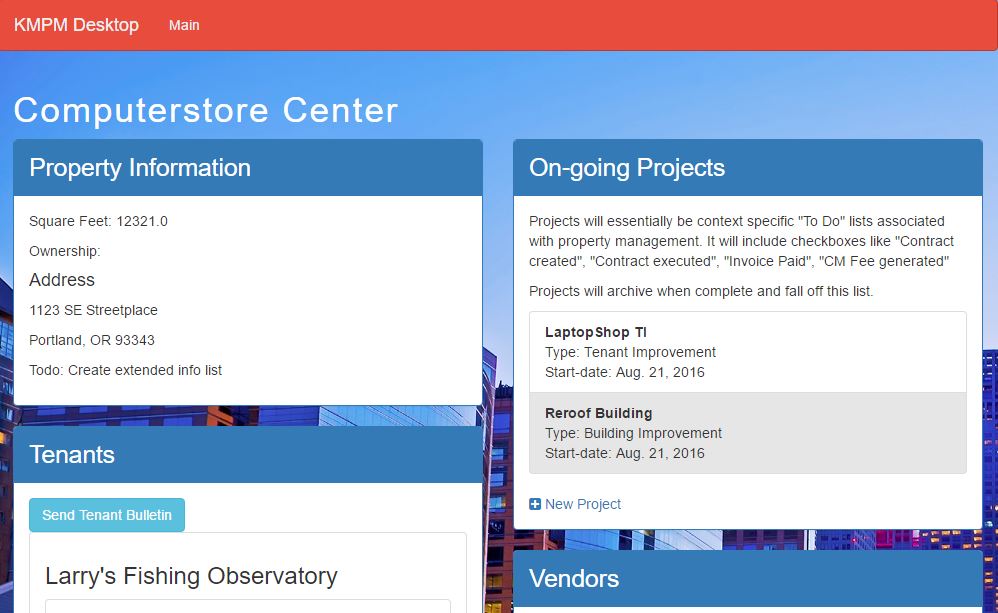 KMPM Desktop Main
Computerstore Center
Property Information
Square Feet: 12321.0
Ownership:
Address
1123 SE Streetplace
Portland, OR 93343
Todo: Create extended info list
Tenants
Send Tenant Bulletin
Larry's Fishing Observatory
On-going Projects
Projects will essentially be context specific "To Do" lists associated
with property management. It will include checkboxes like "Contract
created", "Contract executed", "Invoice Paid", "CM Fee generated"
Projects will archive when complete and fall off this list.
LaptopShop TI
Type: Tenant Improvement
Start-date: Aug. 21, 2016
Reroof Building
Type: Building Improvement
Start-date: Aug. 21, 2016
New Project
Vendors